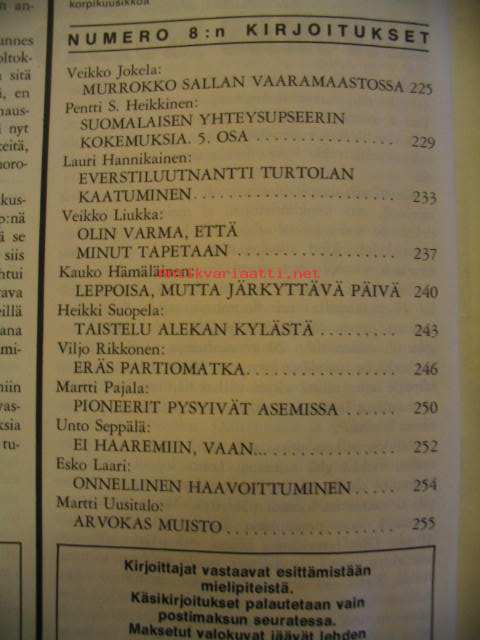 korpikuusikkoa
NUMERO 8:n KIRJOITUKSET
Veikko Jokela:
MURROKKO SALLAN VAARAMAASTOSSA 225
Pentti S. Heikkinen:
SUOMALAISEN YHTEYSUPSEERIN
KOKEMUKSIA. 5. OSA ................ 229
Lauri Hannikainen:
EVERSTILUUTNANTTI TURTOLAN
KAATUMINEN ....................... 233
Veikko Liukka:
OLIN VARMA, ETTÄ
MINUT TAPETAAN .................. 237
Kauko Hämäläinen:
LEPPOISA, MUTTA JÄRKYTTÄVÄ PÄIVÄ 240
Heikki Suopela:
TAISTELU ALEKAN KYLÄSTÄ ......... 243
Viljo Rikkonen:
ERÄS PARTIOMATKA................. 246
Martti Pajala:
PIONEERIT PYSYIVÄT ASEMISSA ...... 250
Unto Seppälä:
EI HAAREMIIN, VAAN................ 252
Esko Laari:
ONNELLINEN HAAVOITTUMINEN ..... 254
Martti Uusitalo:
ARVOKAS MUISTO .................. 255
Kirjoittajat vastaavat esittämistään
mielipiteistä.
Käsikirjoitukset palautetaan vain
postimaksun seuratessa.
Maksetut valokuvat jäävät lehden